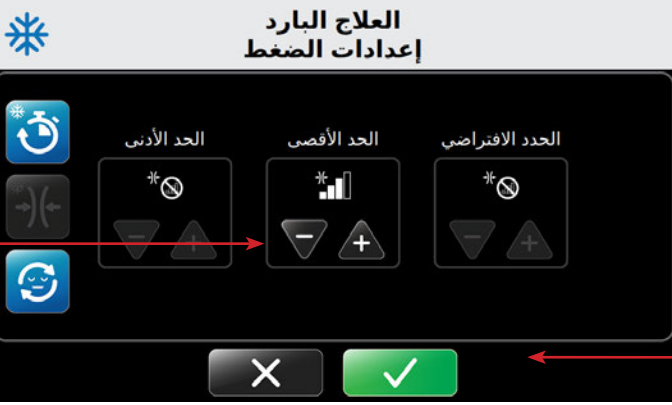 العلاج البارد
إعدادات الضغط
الحدد الافتراضي
الحد الأقصى
الحد الأدنى